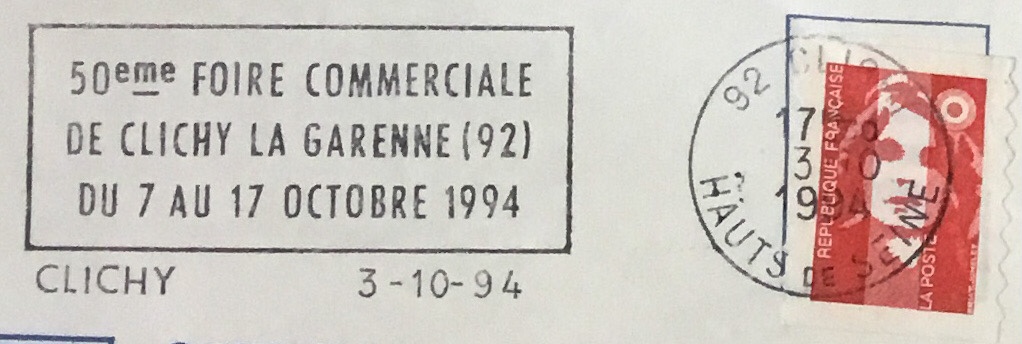 50eme FOIRE COMMERCIALE
DE CLICHY LA GARENNE (92)
DU 7 AU 17 OCTOBRE 1994
CLICHY 3-10-94
92
1994
HAUTS DE SEINE
REPUBLIQUE FRANÇAISE
LA POSTE